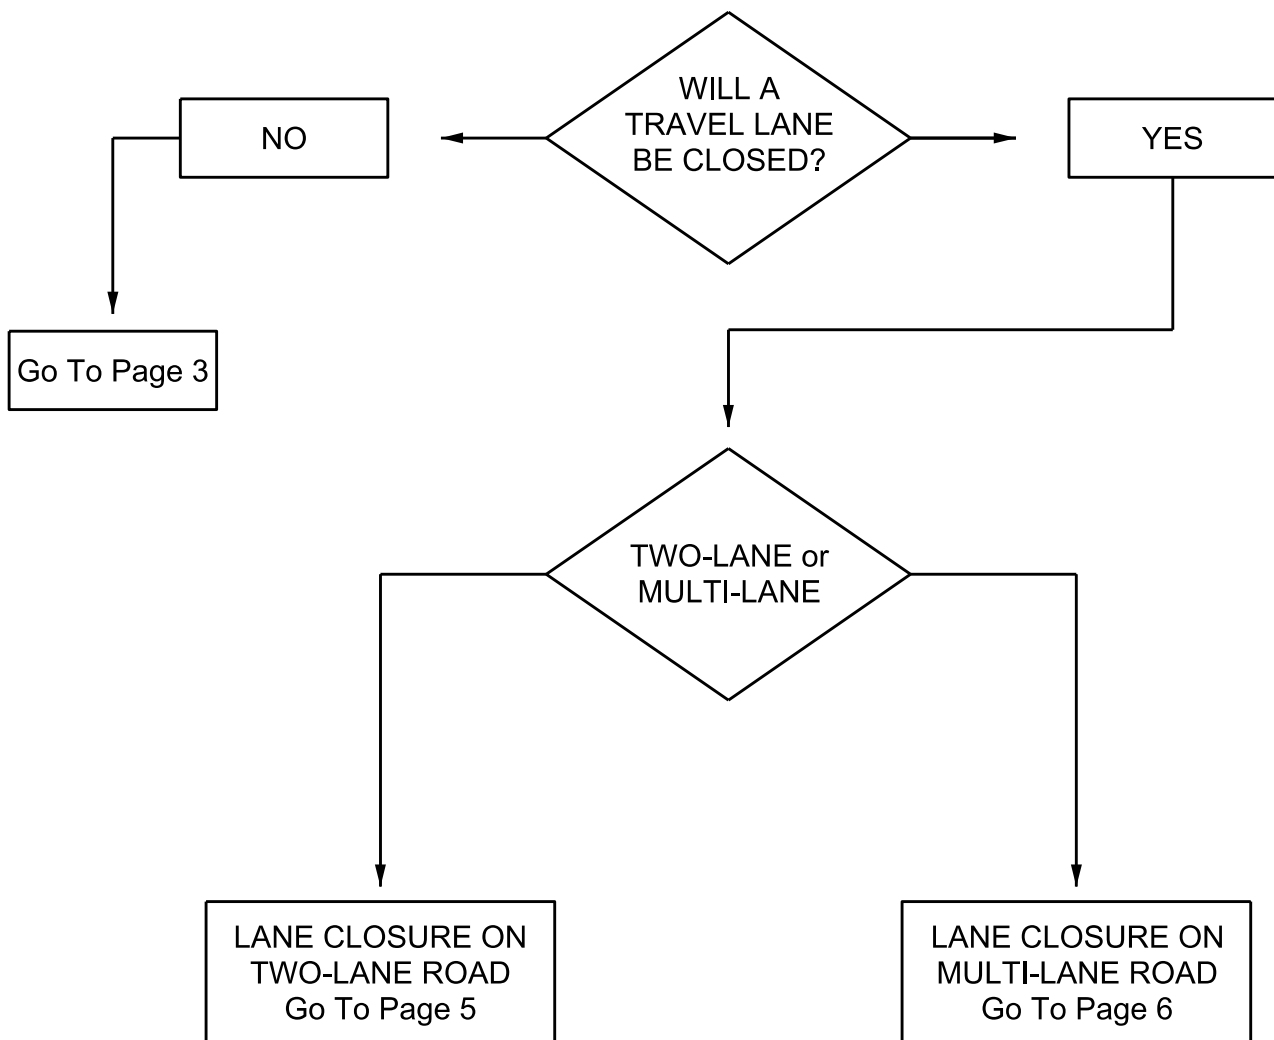 WILL A
TRAVEL LANE
BE CLOSED?
NO
YES
Go To Page 3
TWO-LANE or
MULTI-LANE
LANE CLOSURE ON
TWO-LANE ROAD
Go To Page 5
LANE CLOSURE ON
MULTI-LANE ROAD
Go To Page 6